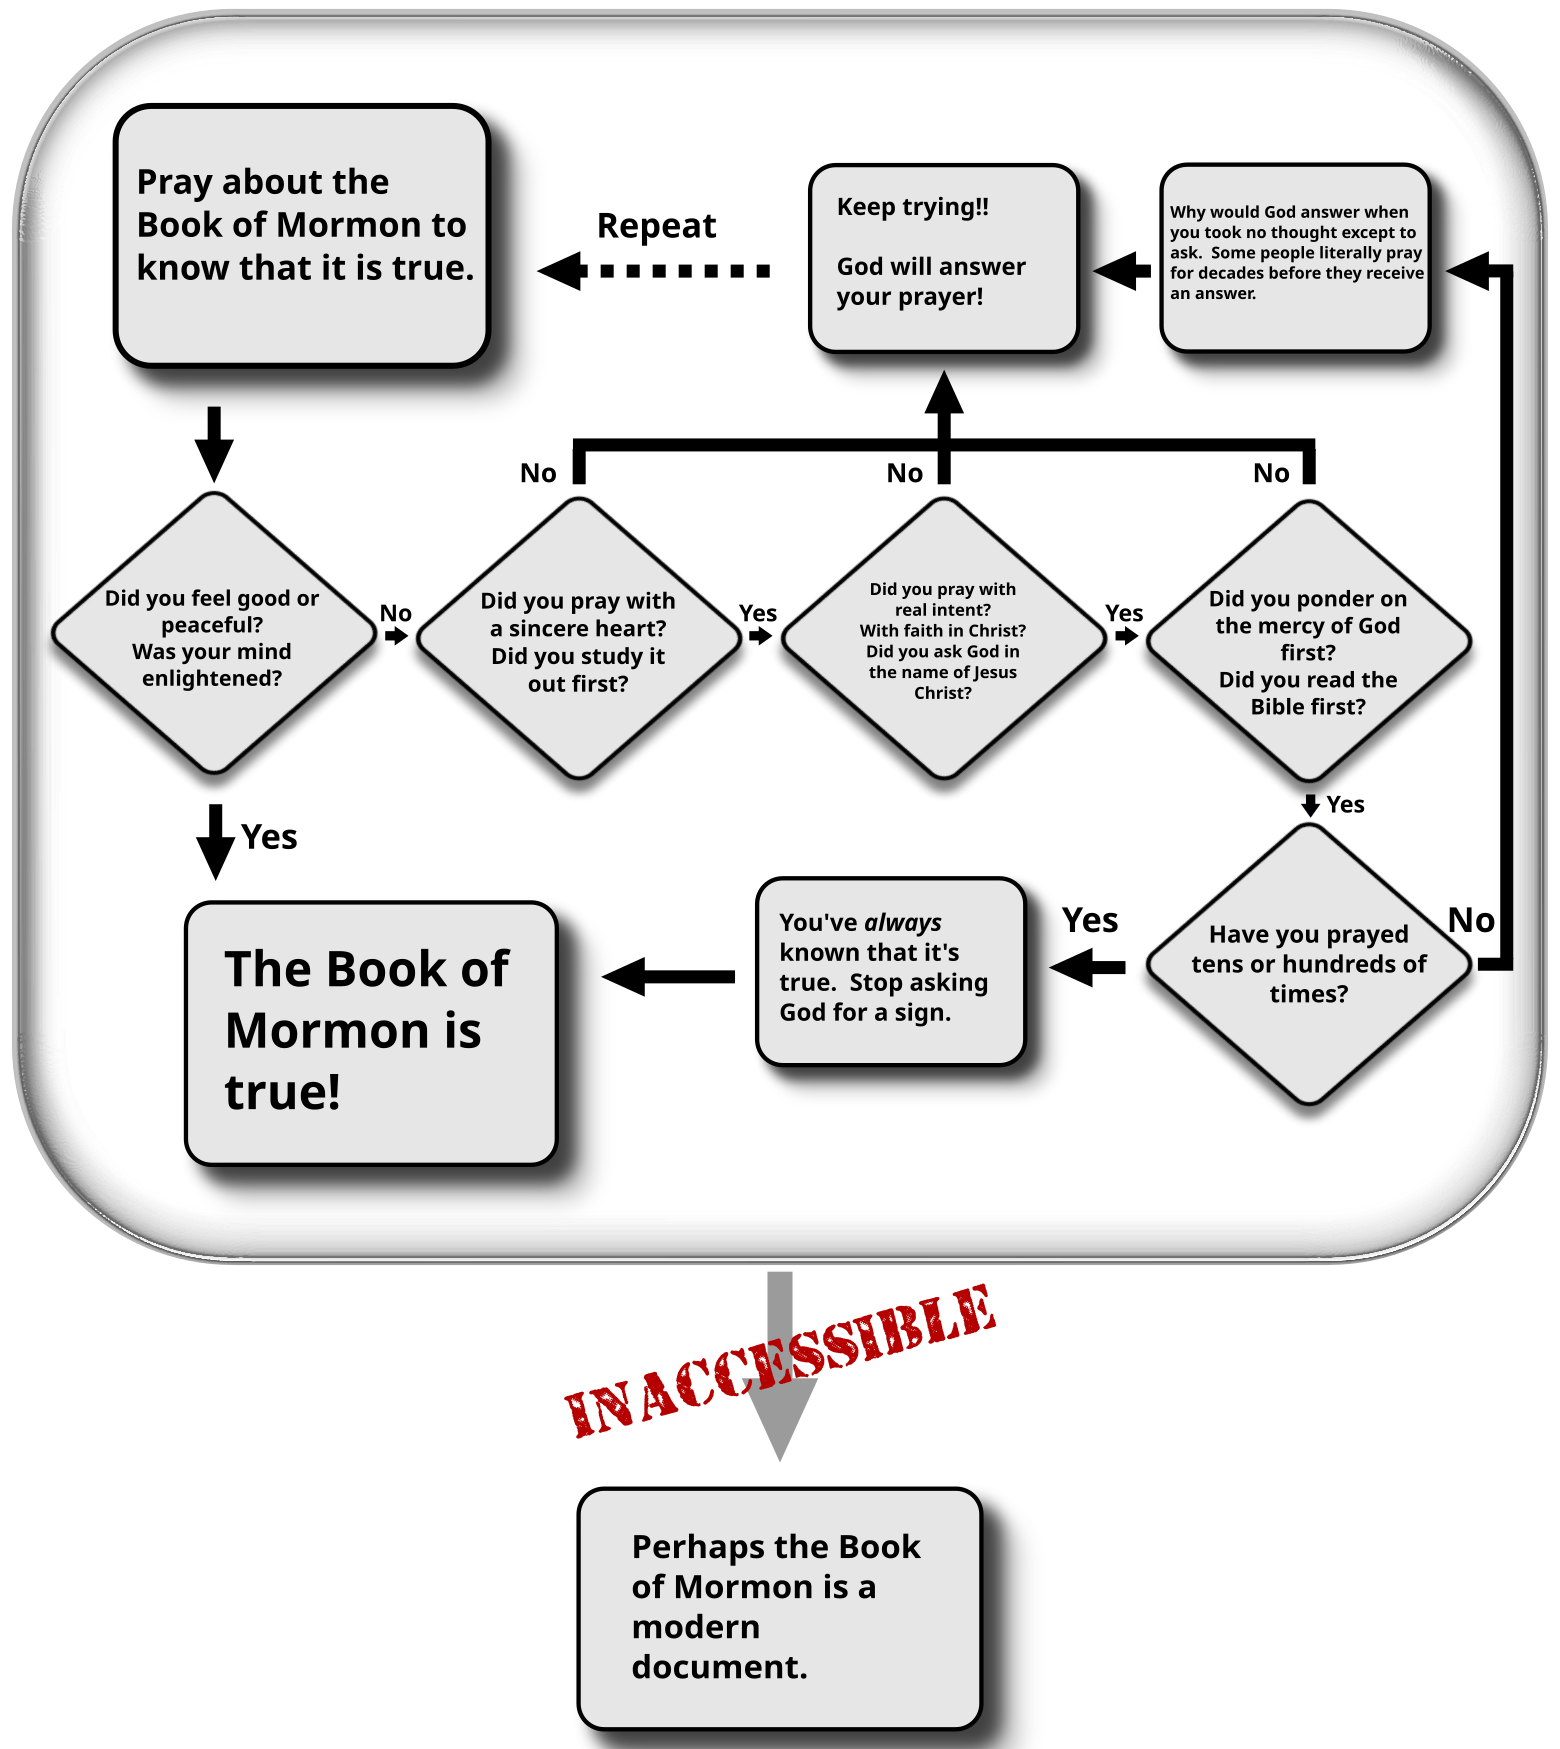 Pray about the
Book of Mormon to
know that it is true.
Repeat
Keep trying!!
God will answer
your prayer!
Why would God answer when
you took no thought except to
ask.  Some people literally pray
for decades before they receive
an answer.
No
No
No
Did you feel good or
peaceful?
Was your mind
enlightened?
No
Did you pray with
a sincere heart?
Did you study it
out first?
Yes
Did you pray with
real intent?
With faith in Christ?
Did you ask God in
the name of Jesus
Christ?
Yes
Did you ponder on
the mercy of God
first?
Did you read the
Bible first?
Yes
Yes
The Book of
Mormon is
true!
You've always
known that it's
true.  Stop asking
God for a sign.
Yes
Have you prayed
tens or hundreds of
times?
No
INACCESSIBLE
Perhaps the Book
of Mormon is a
modern
document.